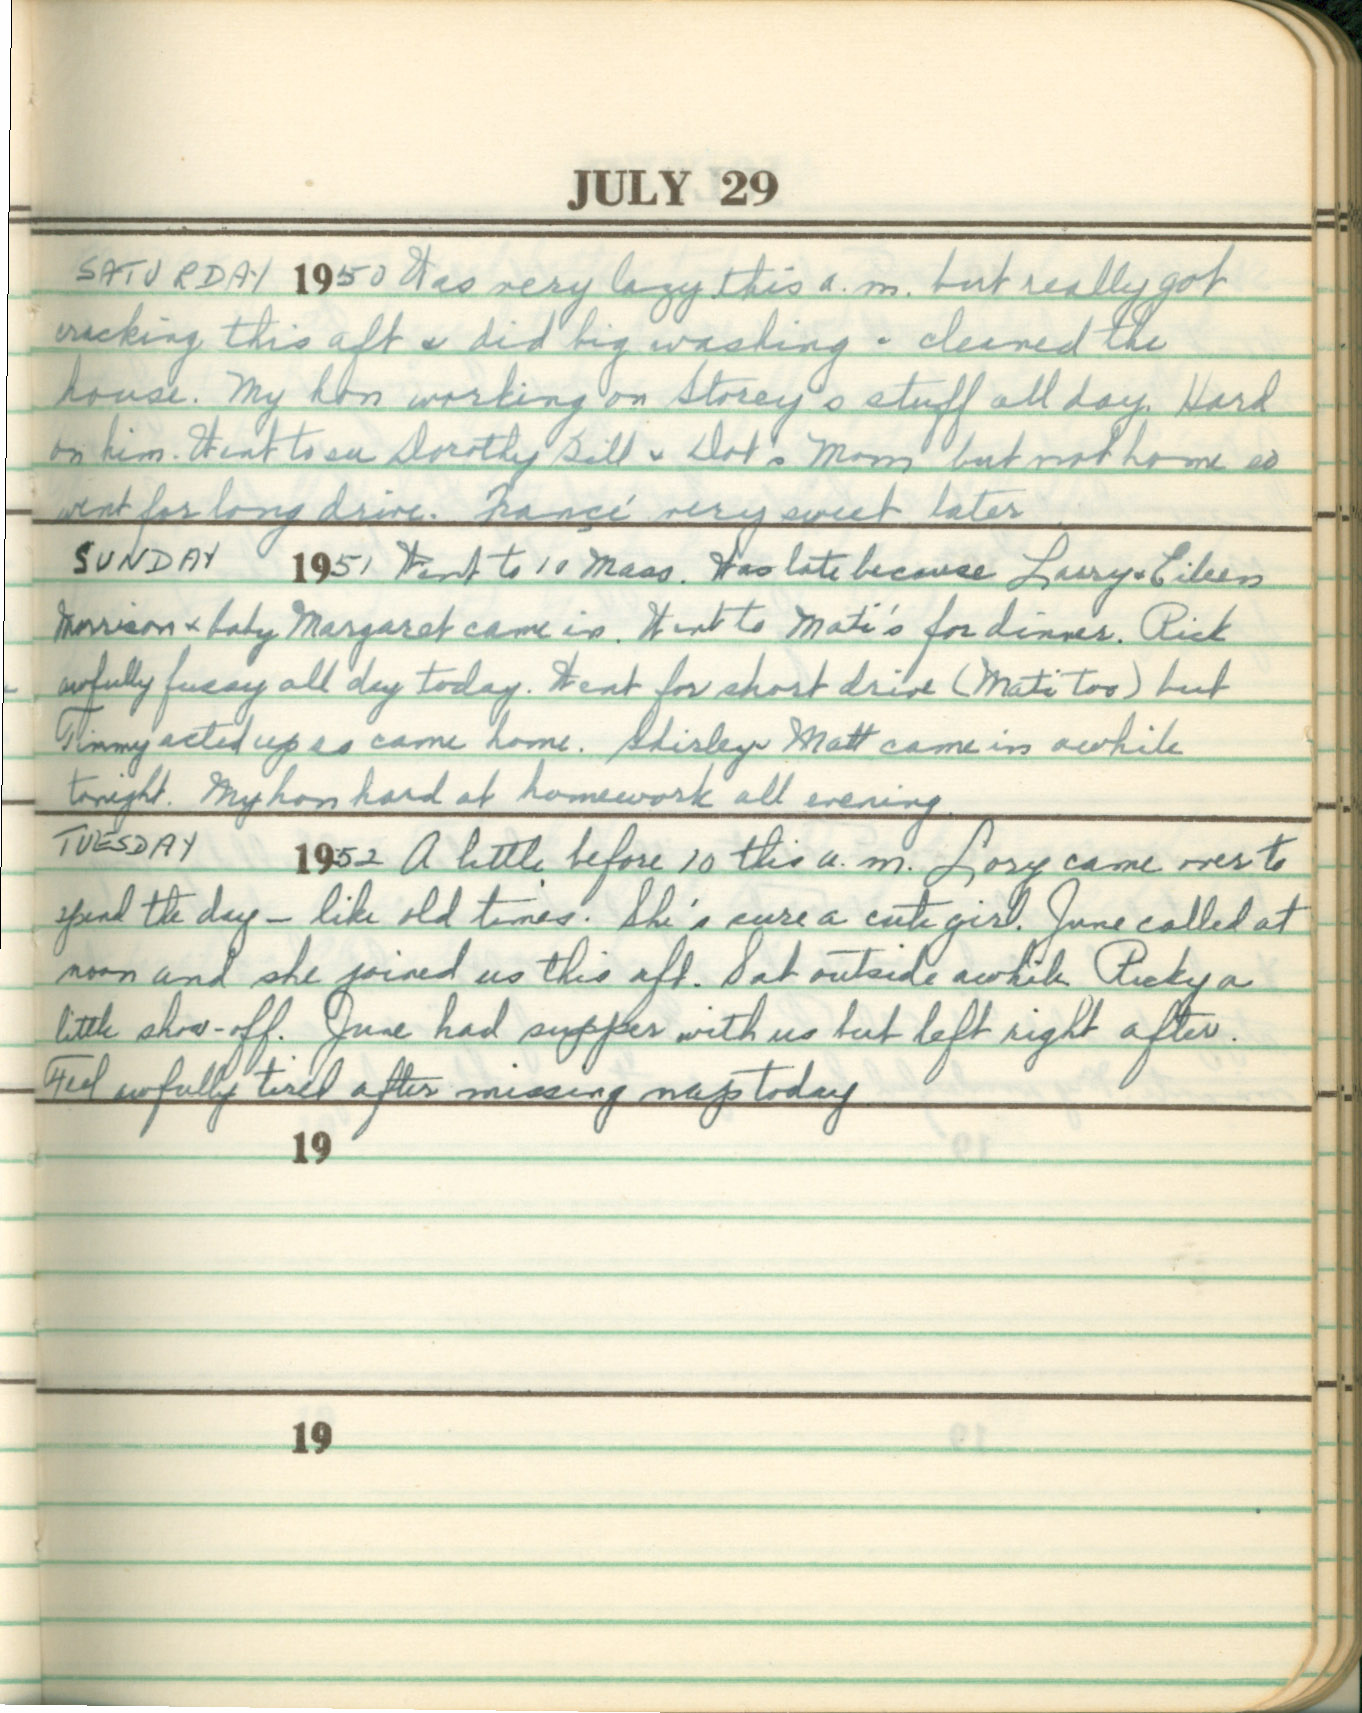 JULY 29
SATURDAY 1950 Was very lazy this a.m. but really got
cracking this aft & did big washing & cleaned the
house. My hon working on Storey's stuff all day. Hard
on him. Went to see Dorothy Gill & Dot's Mom but not home so
went for long drive. very sweet later
SUNDAY 1951 Went to 10 Mass. Was late because Larry & Eileen
Morrison & baby Margaret came in. Went to Mati's for dinner. Rick
awfully fussy all day today. Went for short drive (Mati too) but
Timmy acted up so came home. Shirley & Matt came in awhile
tonight. My hon hard at homework all evening.
TUESDAY 1952 A little before 10 this a.m. Lory came over to
spend the day - like old times. She's sure a cute girl. June called at
noon and she joined us this aft. Sat outside awhile. Ricky a
little show-off. June had supper with us but left right after.
Feel awfully tired after missing nap today
19
19